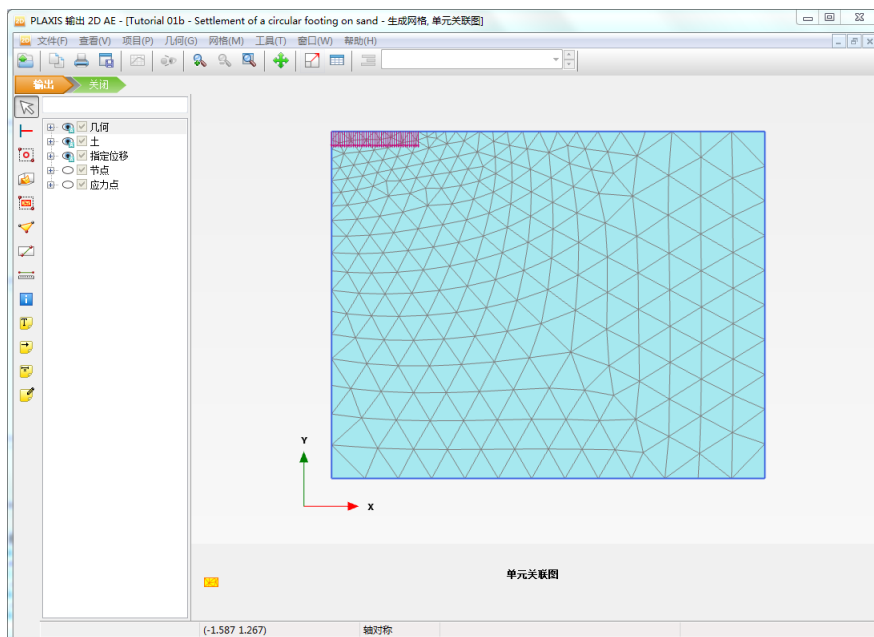 PLAXIS 输出 2D AE - [Tutorial 01b - Settlement of a circular footing on sand - 生成网格, 单元关联图]
文件(F) 查看(V) 项目(P) 几何(G) 网格(M) 工具(T) 窗口(W) 帮助(H)
输出 关闭
几何
土
指定位移
节点
应力点
Y
X
单元关联图
(-1.587 1.267) 轴对称